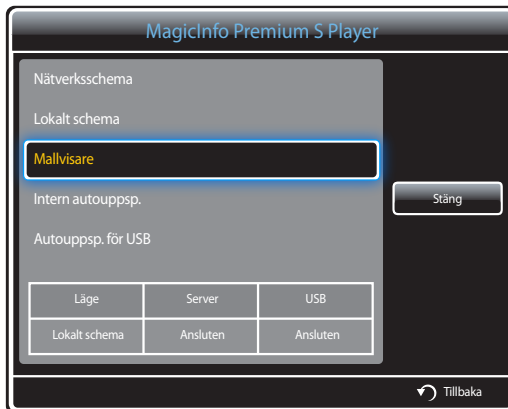 MagicInfo Premium S Player
Nätverksschema
Lokalt schema
Mallvisare
Intern autouppsp.
Autouppsp. för USB
Stäng
Läge Server USB
Lokalt schema Ansluten Ansluten
Tillbaka